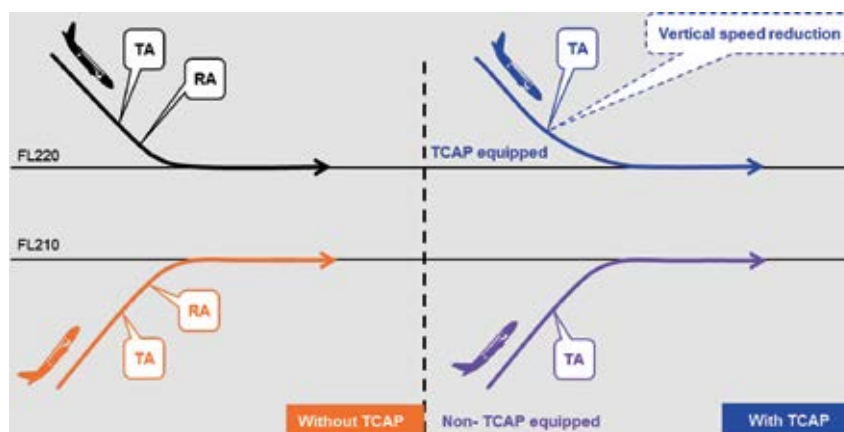 TA
RA
FL220
FL210
RA
TA
Without TCAP
Vertical speed reduction
TA
TCAP equipped
TA
Non- TCAP equipped
With TCAP